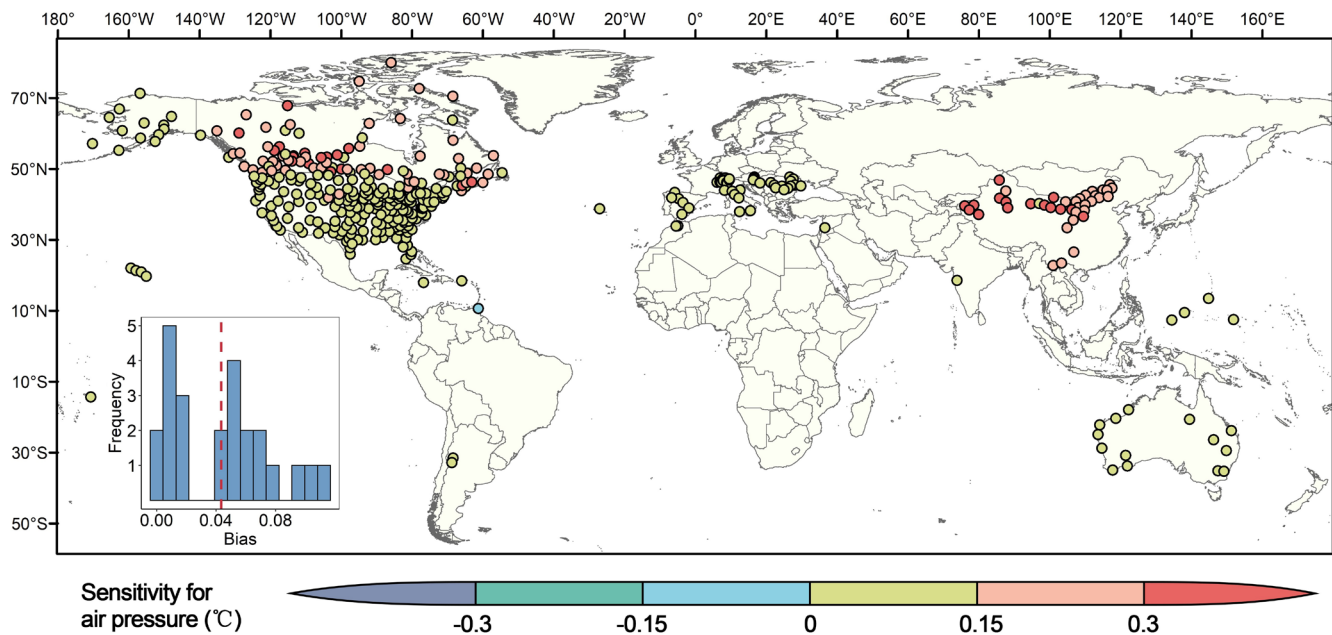 180° 160°W 140°W 120°W 100°W 80°W 60°W 40°W 20°W 0° 20°E 40°E 60°E 80°E 100°E 120°E 140°E 160°E
70°N
50°N
30°N
10°N
10°S
30°S
50°S
5
4
3
2
1
Frequency
0.00 0.04 0.08
Bias
Sensitivity for
air pressure (℃)
-0.3 -0.15 0 0.15 0.3